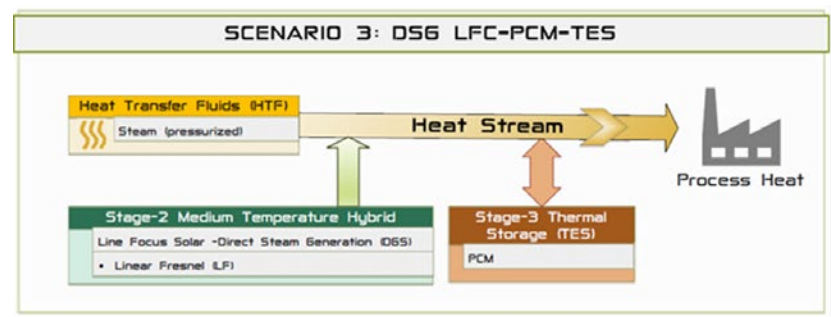 SCENARIO 3: DSG LFC-PCM-TES
Heat Transfer Fluids (HTF)
Steam (pressurized)
Heat Stream
Process Heat
Stage-2 Medium Temperature Hybrid
Line Focus Solar -Direct Steam Generation (DGS)
• Linear Fresnel (LF)
Stage-3 Thermal
Storage (TES)
PCM